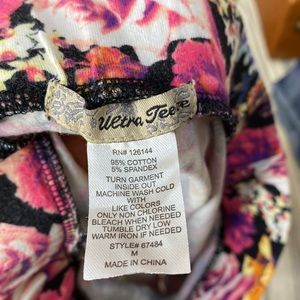 Ultra Teeze
RN# 126144
95% COTTON
5% SPANDEX
TURN GARMENT
INSIDE OUT
MACHINE WASH COLD
WITH
LIKE COLORS
ONLY NON CHLORINE
BLEACH WHEN NEEDED
TUMBLE DRY LOW
WARM IRON IF NEEDED
STYLE# 67484
M
MADE IN CHINA